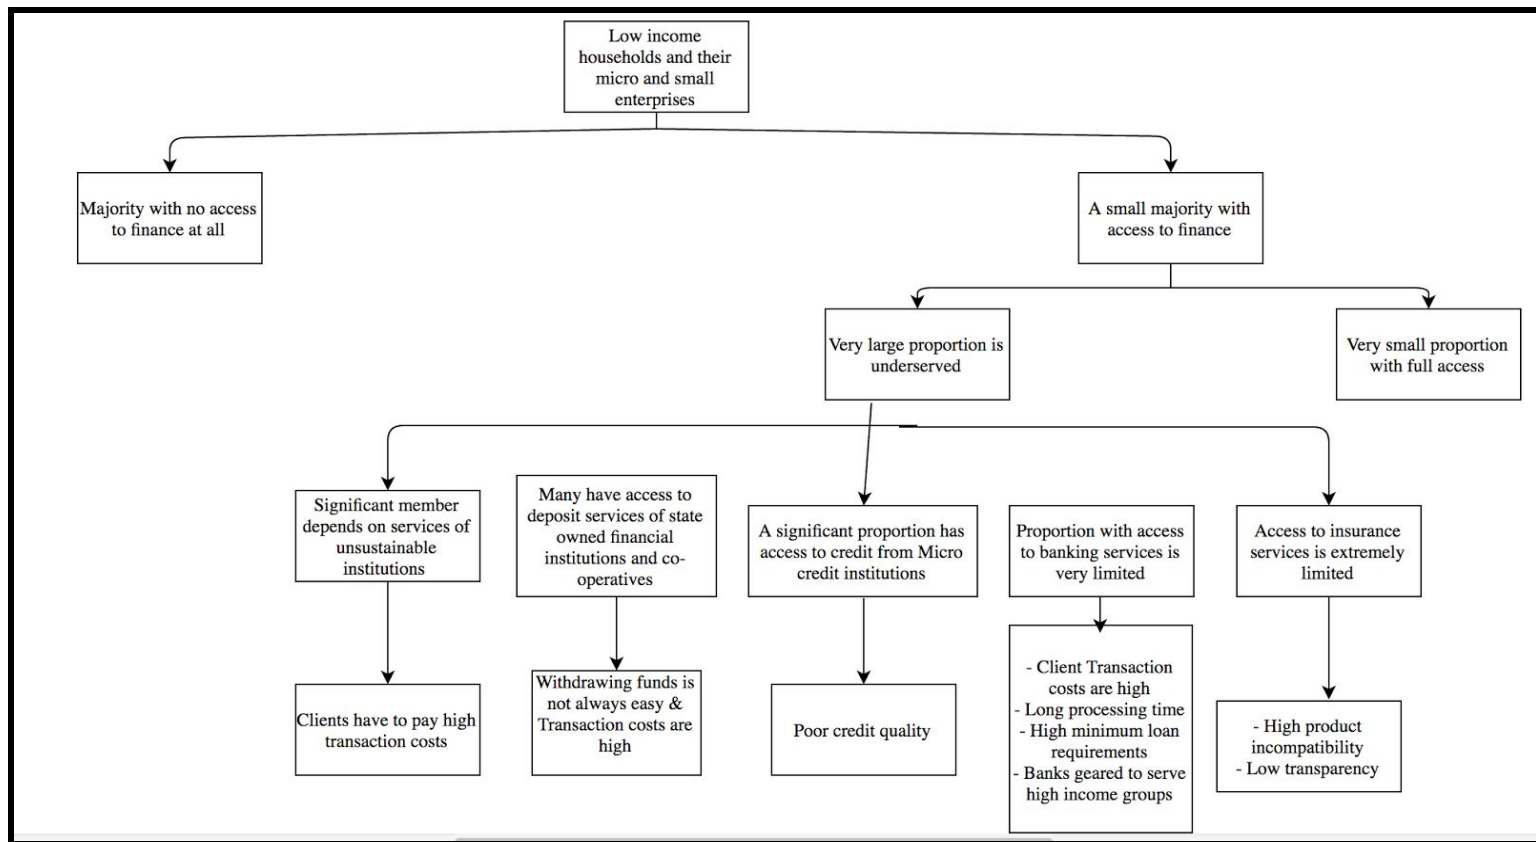 Low income
households and their
micro and small
enterprises
Majority with no access
to finance at all
A small majority with
access to finance
Very large proportion is
underserved
Very small proportion
with full access
Significant member
depends on services of
unsustainable
institutions
Many have access to
deposit services of state
owned financial
institutions and co-
operatives
A significant proportion has
access to credit from Micro
credit institutions
Proportion with access
to banking services is
very limited
Access to insurance
services is extremely
limited
Clients have to pay high
transaction costs
Withdrawing funds is
not always easy &
Transaction costs are
high
Poor credit quality
- Client Transaction
costs are high
- Long processing time
- High minimum loan
requirements
- Banks geared to serve
high income groups
- High product
incompatibility
- Low transparency